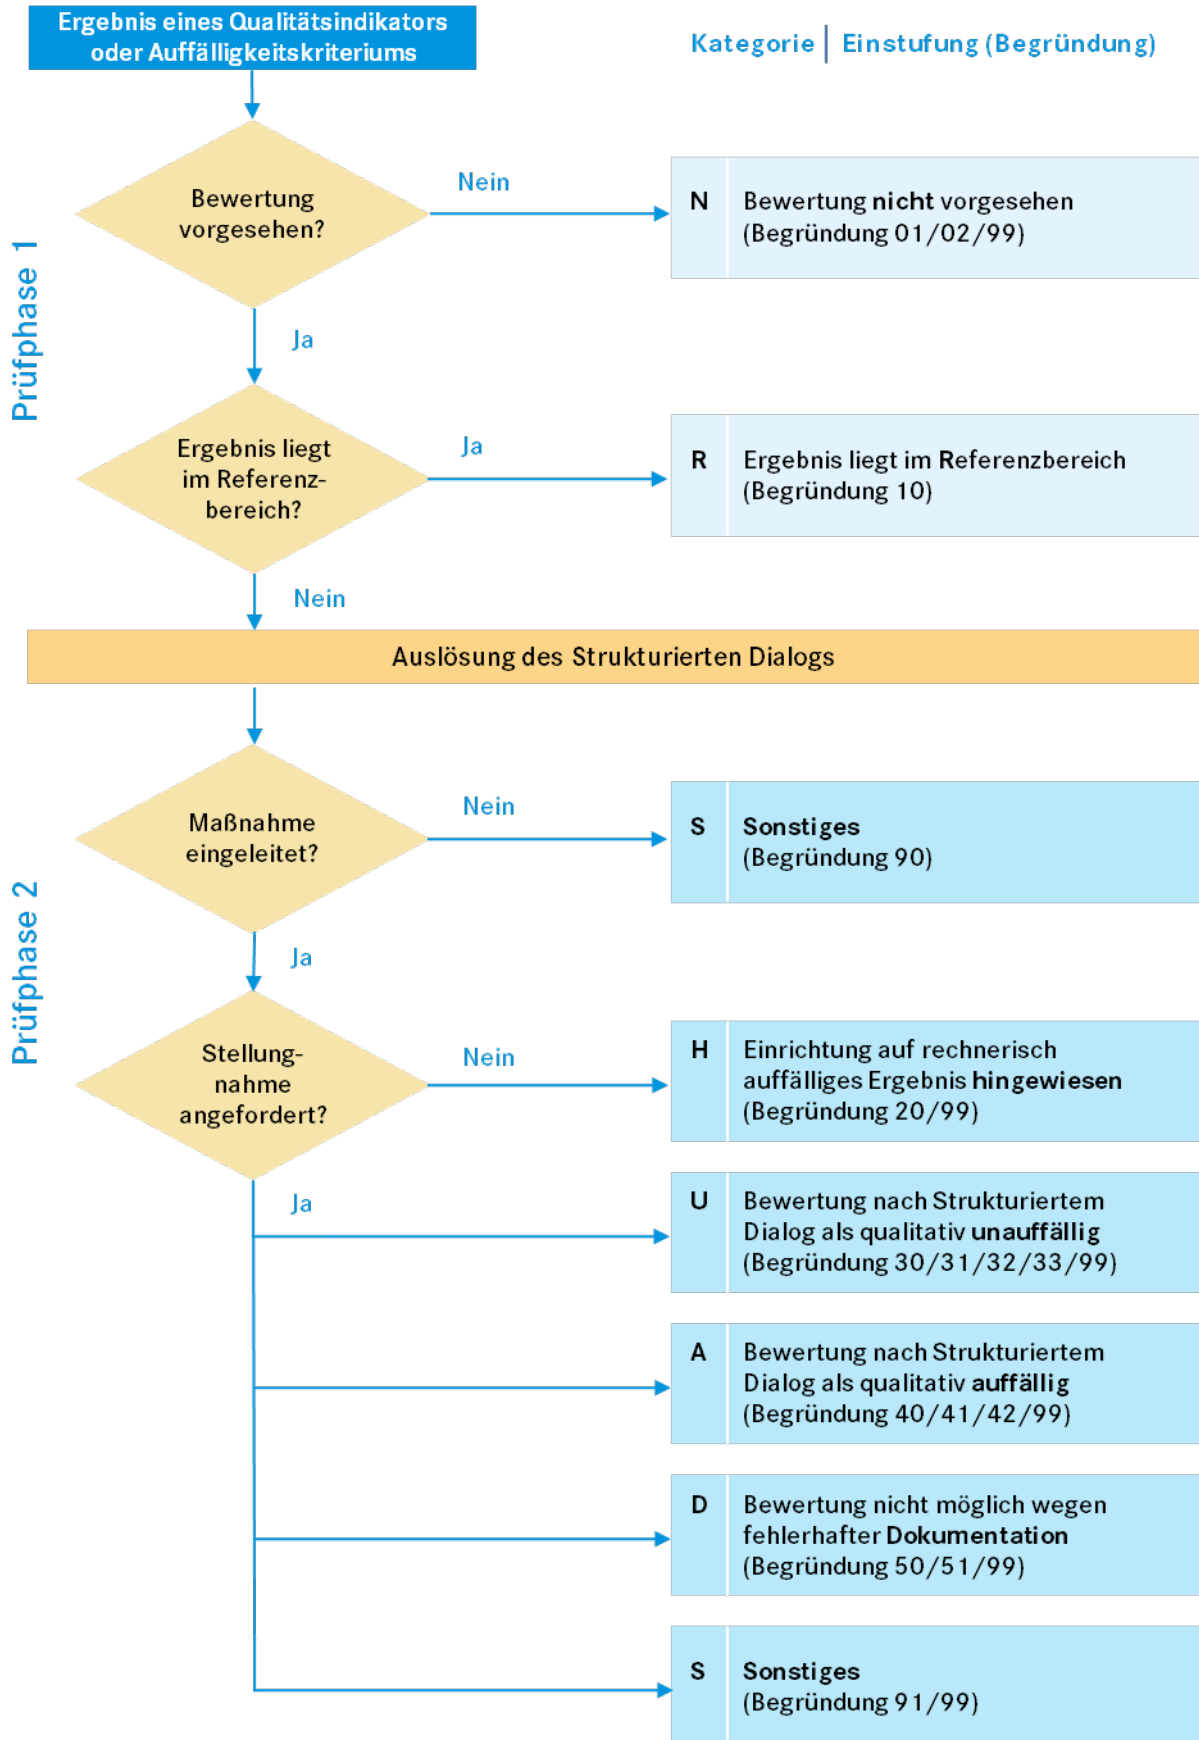 Ergebnis eines Qualitätsindikators
oder Auffälligkeitskriteriums
Kategorie | Einstufung (Begründung)
Prüfphase 1
Bewertung
vorgesehen?
Nein
N
Bewertung nicht vorgesehen
(Begründung 01/02/99)
Ja
Ergebnis liegt
im Referenz-
bereich?
Ja
R
Ergebnis liegt im Referenzbereich
(Begründung 10)
Nein
Auslösung des Strukturierten Dialogs
Prüfphase 2
Maßnahme
eingeleitet?
Nein
S
Sonstiges
(Begründung 90)
Ja
Stellung-
nahme
angefordert?
Nein
H
Einrichtung auf rechnerisch
auffälliges Ergebnis hingewiesen
(Begründung 20/99)
Ja
U
Bewertung nach Strukturiertem
Dialog als qualitativ unauffällig
(Begründung 30/31/32/33/99)
A
Bewertung nach Strukturiertem
Dialog als qualitativ auffällig
(Begründung 40/41/42/99)
D
Bewertung nicht möglich wegen
fehlerhafter Dokumentation
(Begründung 50/51/99)
S
Sonstiges
(Begründung 91/99)